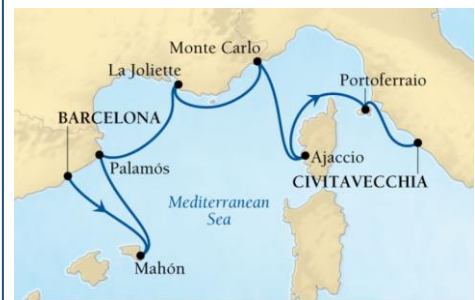 Monte Carlo
La Joliette
Portoferraio
BARCELONA
Palamós
Ajaccio
CIVITAVECCHIA
Mediterranean
Sea
Mahón